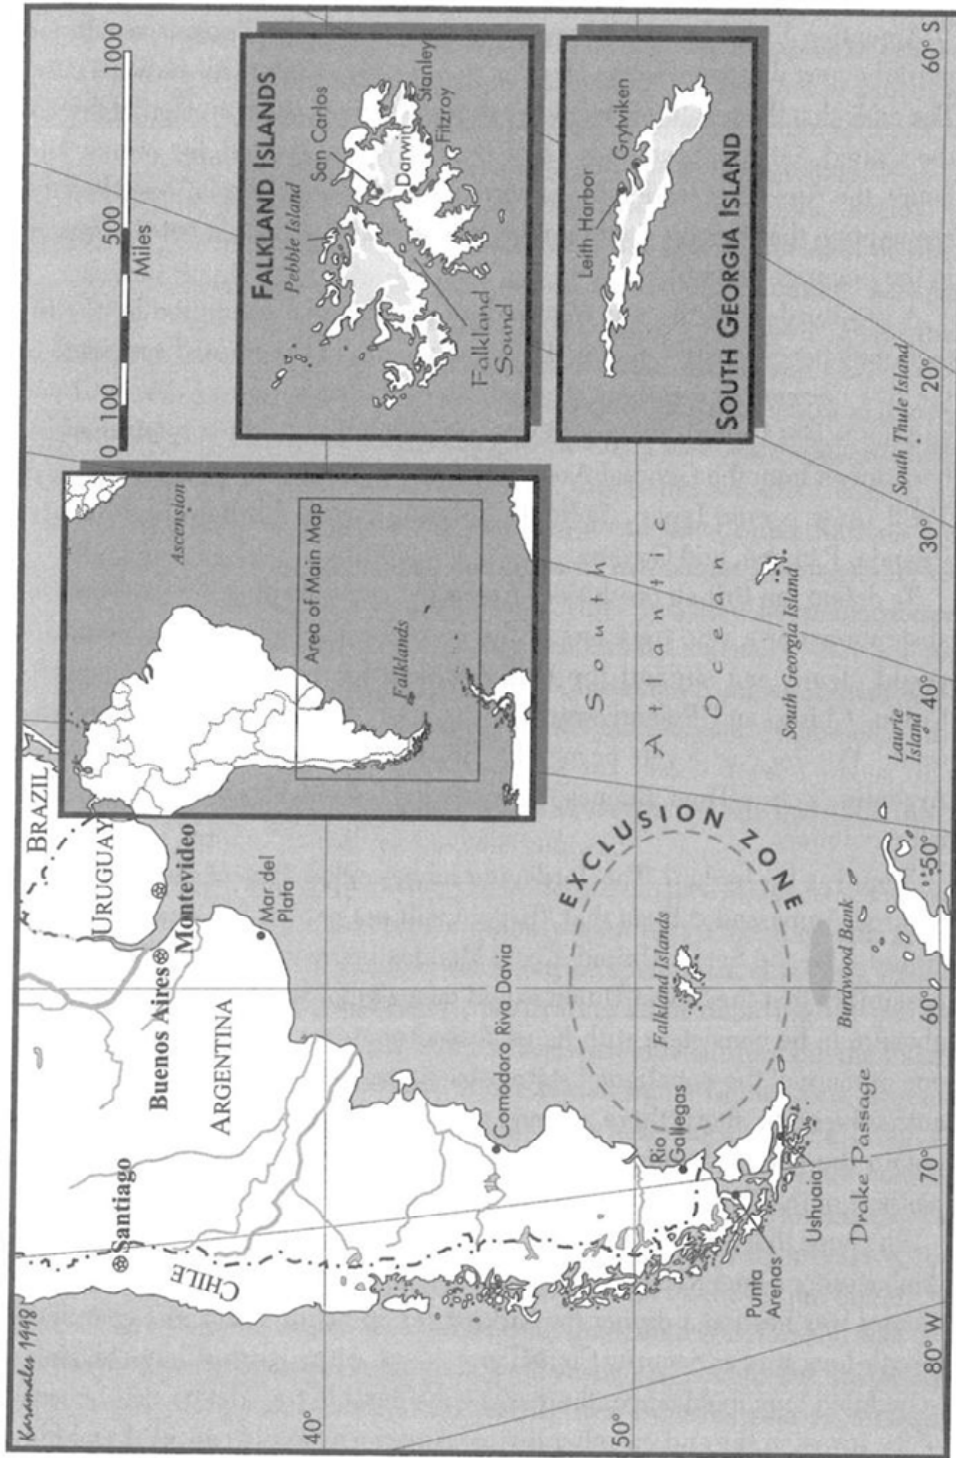 Karamales 1998
BRAZIL
URUGUAY
Montevideo
Buenos Aires
Santiago
CHILE
ARGENTINA
Mar del
Plata
Comodoro Riva Davia
Rio
Gallegas
Punta
Arenas
Ushuaia
Drake Passage
EXCLUSION ZONE
Falkland Islands
Burdwood Bank
South
Atlantic
Ocean
South Georgia Island
Laurie
Island
South Thule Island
40°
50°
80° W
70°
60°
50°
40°
30°
20°
60° S
Ascension
Area of Main Map
Falklands
0 100 500 1000
Miles
FALKLAND ISLANDS
Pebble Island
San Carlos
Darwin
Stanley
Fitzroy
Falkland
Sound
Leith Harbor
Grytviken
SOUTH GEORGIA ISLAND